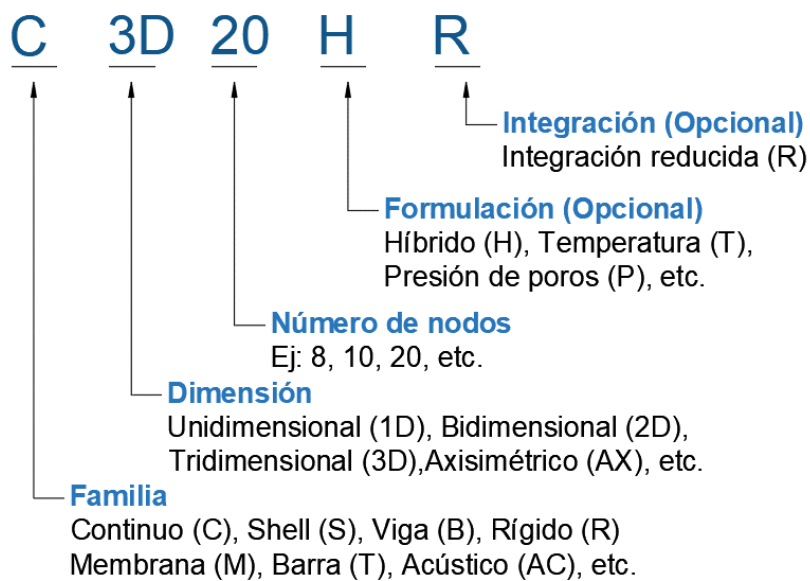 C 3D 20 H R
Integración (Opcional)
Integración reducida (R)
Formulación (Opcional)
Híbrido (H), Temperatura (T),
Presión de poros (P), etc.
Número de nodos
Ej: 8, 10, 20, etc.
Dimensión
Unidimensional (1D), Bidimensional (2D),
Tridimensional (3D),Axisimétrico (AX), etc.
Familia
Continuo (C), Shell (S), Viga (B), Rígido (R)
Membrana (M), Barra (T), Acústico (AC), etc.